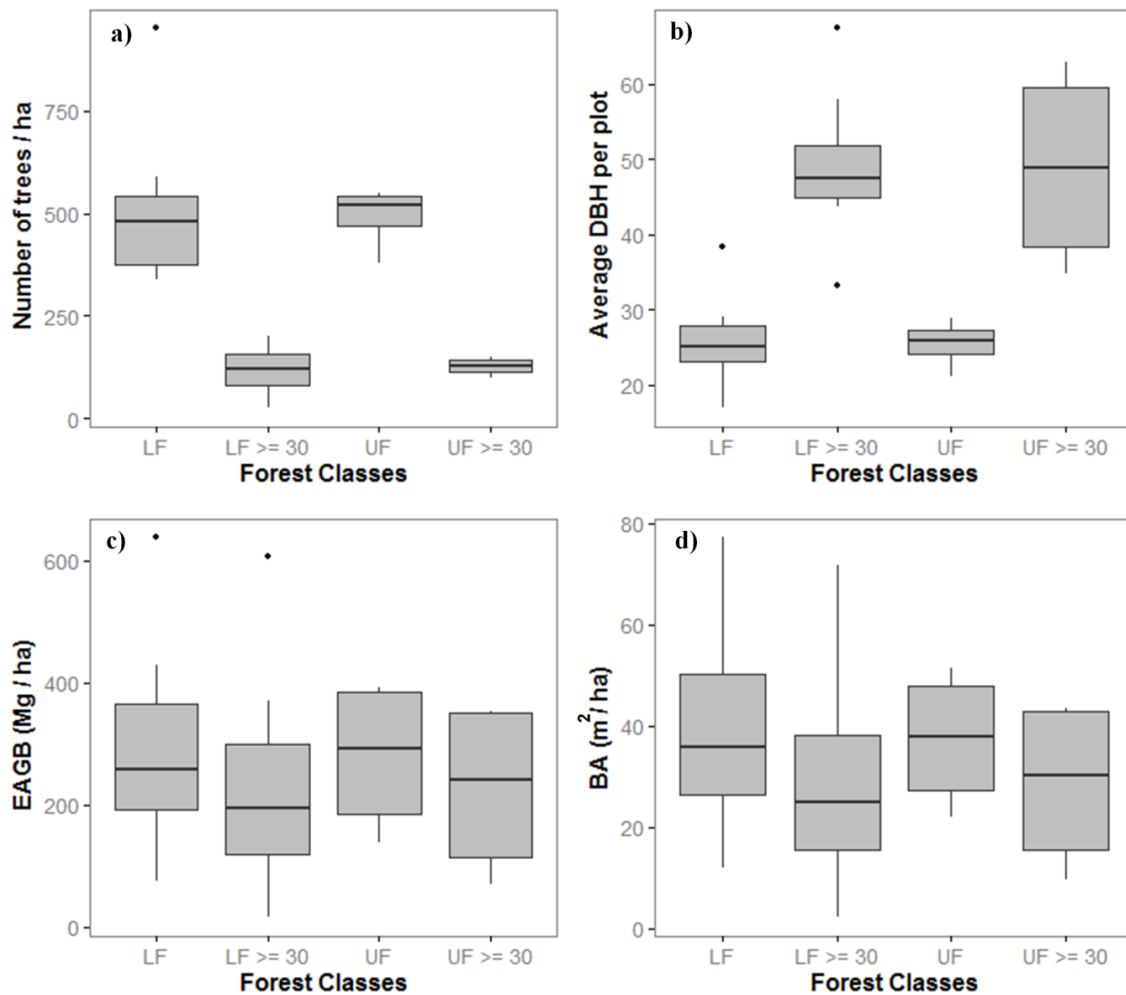 a)
Number of trees / ha
750
500
250
0
LF LF >= 30 UF UF >= 30
Forest Classes
b)
Average DBH per plot
60
50
40
30
20
LF LF >= 30 UF UF >= 30
Forest Classes
c)
EAGB (Mg / ha)
600
400
200
0
LF LF >= 30 UF UF >= 30
Forest Classes
d)
BA (m²/ ha)
80
60
40
20
0
LF LF >= 30 UF UF >= 30
Forest Classes